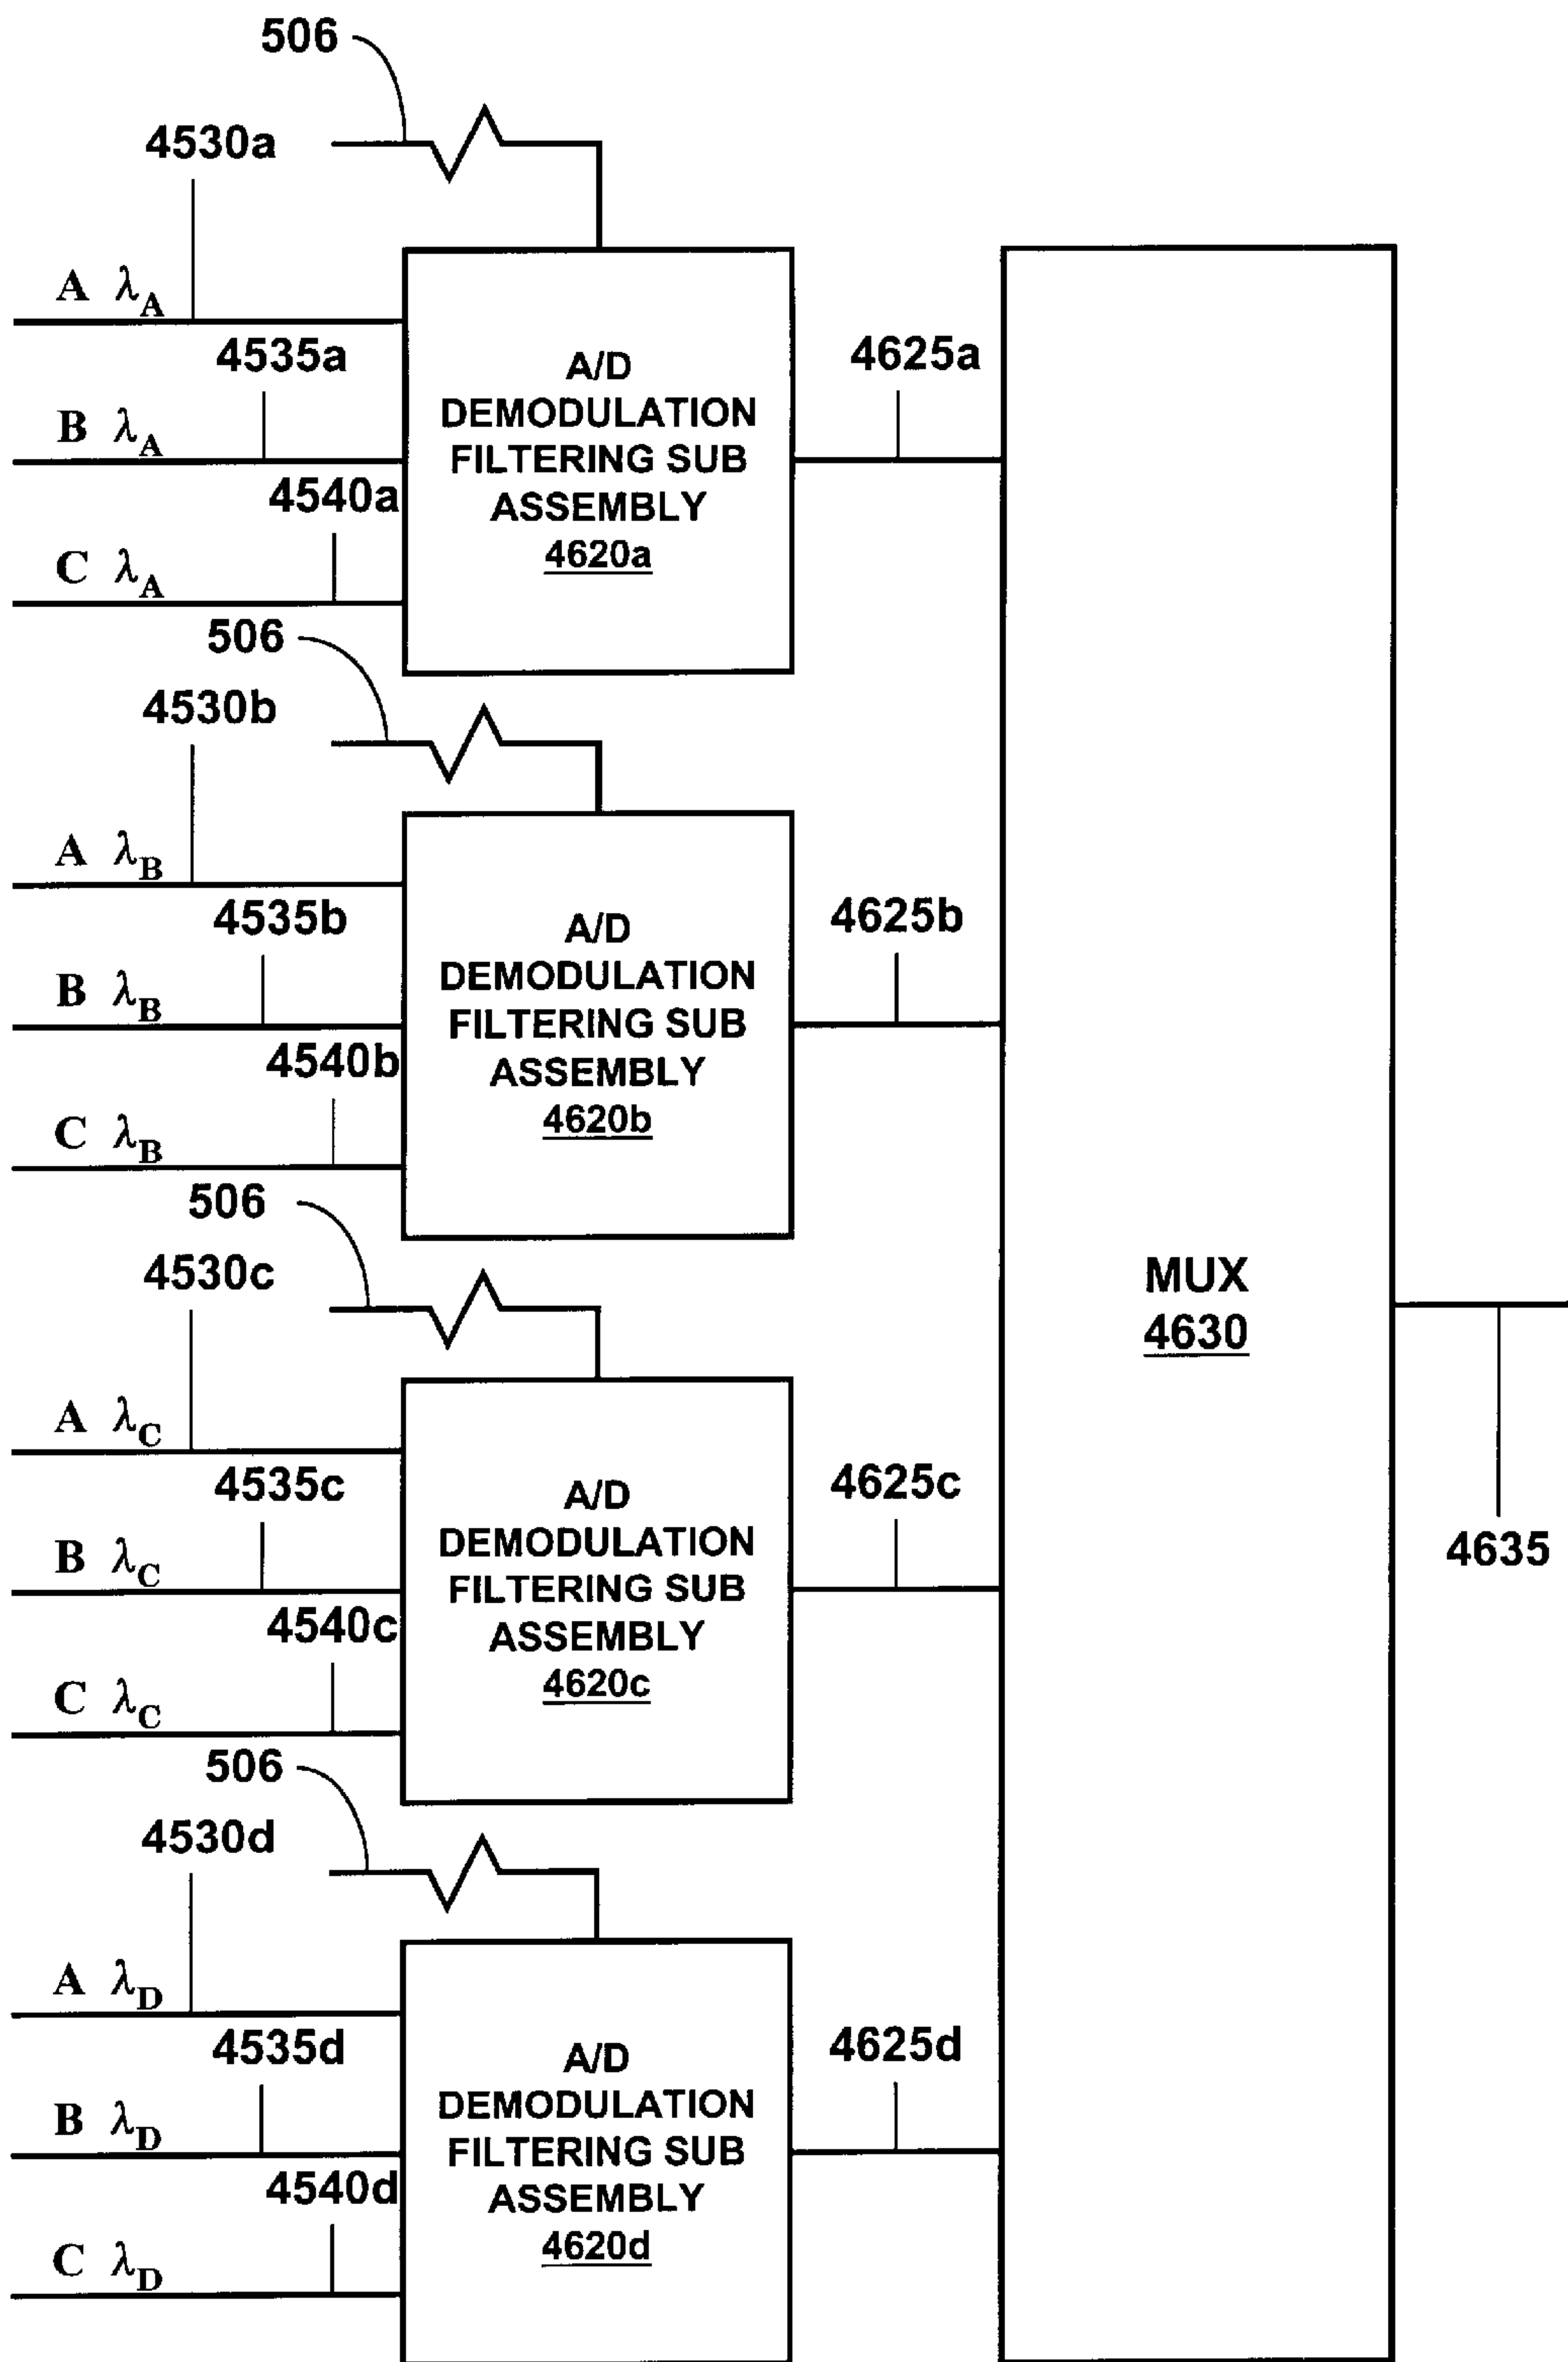 506
4530a
A λA
4535a
B λA
4540a
C λA
A/D
DEMODULATION
FILTERING SUB
ASSEMBLY
4620a
4625a
506
4530b
A λB
4535b
B λB
4540b
C λB
A/D
DEMODULATION
FILTERING SUB
ASSEMBLY
4620b
4625b
506
4530c
A λC
4535c
B λC
4540c
C λC
A/D
DEMODULATION
FILTERING SUB
ASSEMBLY
4620c
4625c
506
4530d
A λD
4535d
B λD
4540d
C λD
A/D
DEMODULATION
FILTERING SUB
ASSEMBLY
4620d
4625d
MUX
4630
4635